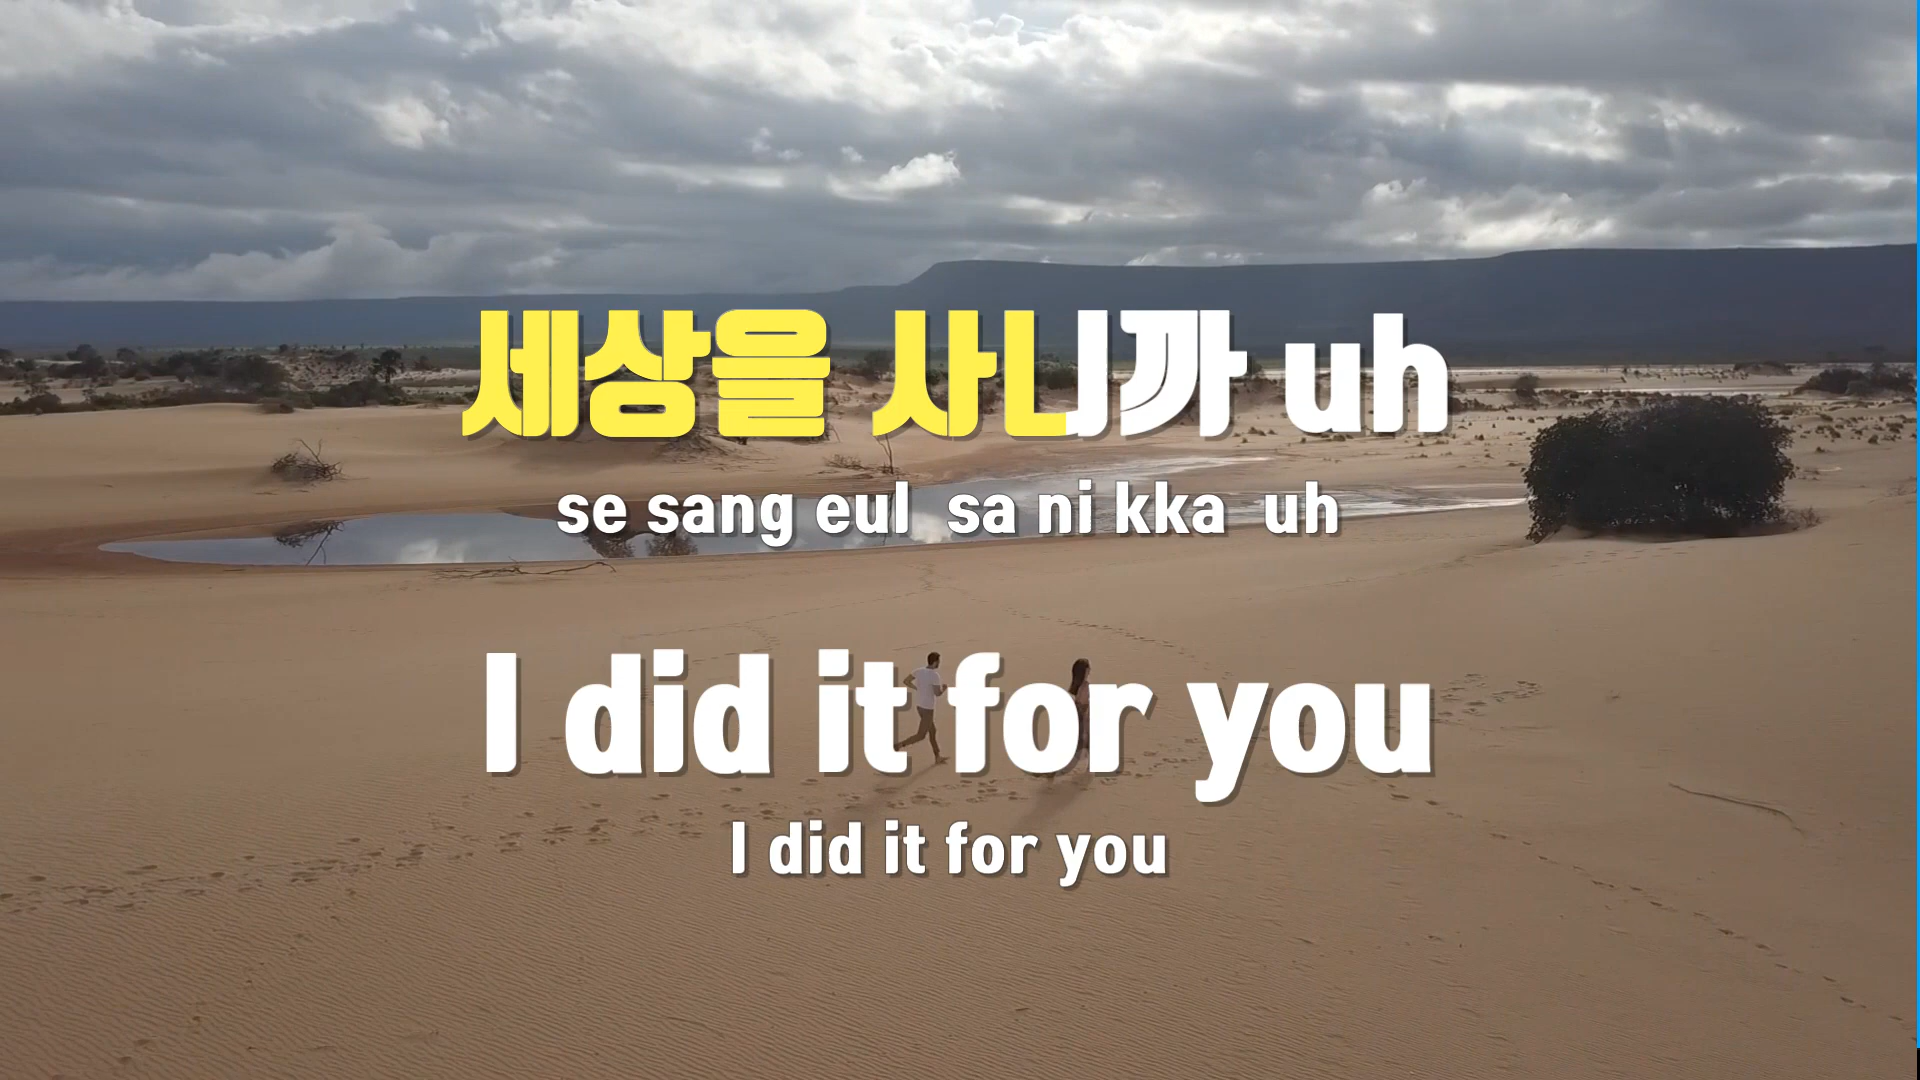 세상을 사니까 uh
se sang eul sa ni kka uh
I did it for you
I did it for you